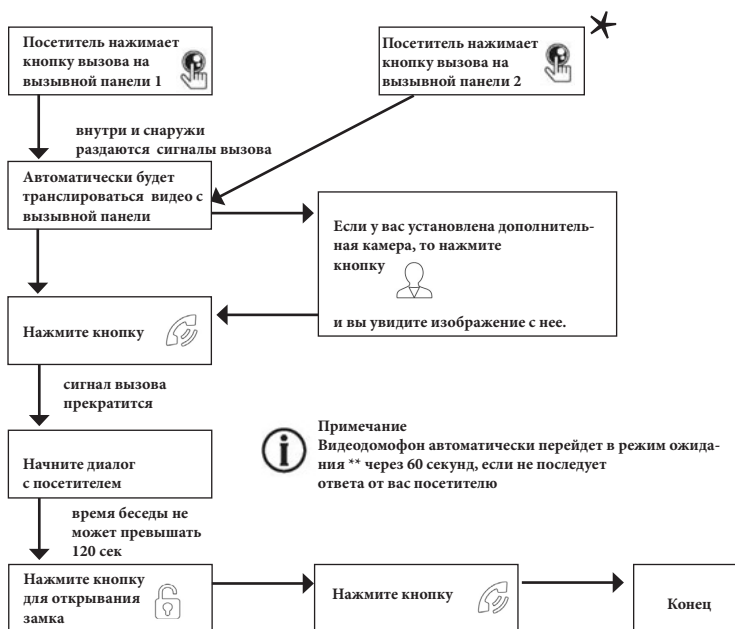 Посетитель нажимает
кнопку вызова на
вызывной панели 1
Посетитель нажимает
кнопку вызова на
вызывной панели 2
внутри и снаружи
раздаются сигналы вызова
Автоматически будет
транслироваться видео с
вызывной панели
Если у вас установлена дополнитель-
ная камера, то нажмите
кнопку
и вы увидите изображение с нее.
Нажмите кнопку
сигнал вызова
прекратится
Примечание
Видеодомофон автоматически перейдет в режим ожида-
ния ** через 60 секунд, если не последует
ответа от вас посетителю
Начните диалог
с посетителем
время беседы не
может превышать
120 сек
Нажмите кнопку
для открывания
замка
Нажмите кнопку
Конец